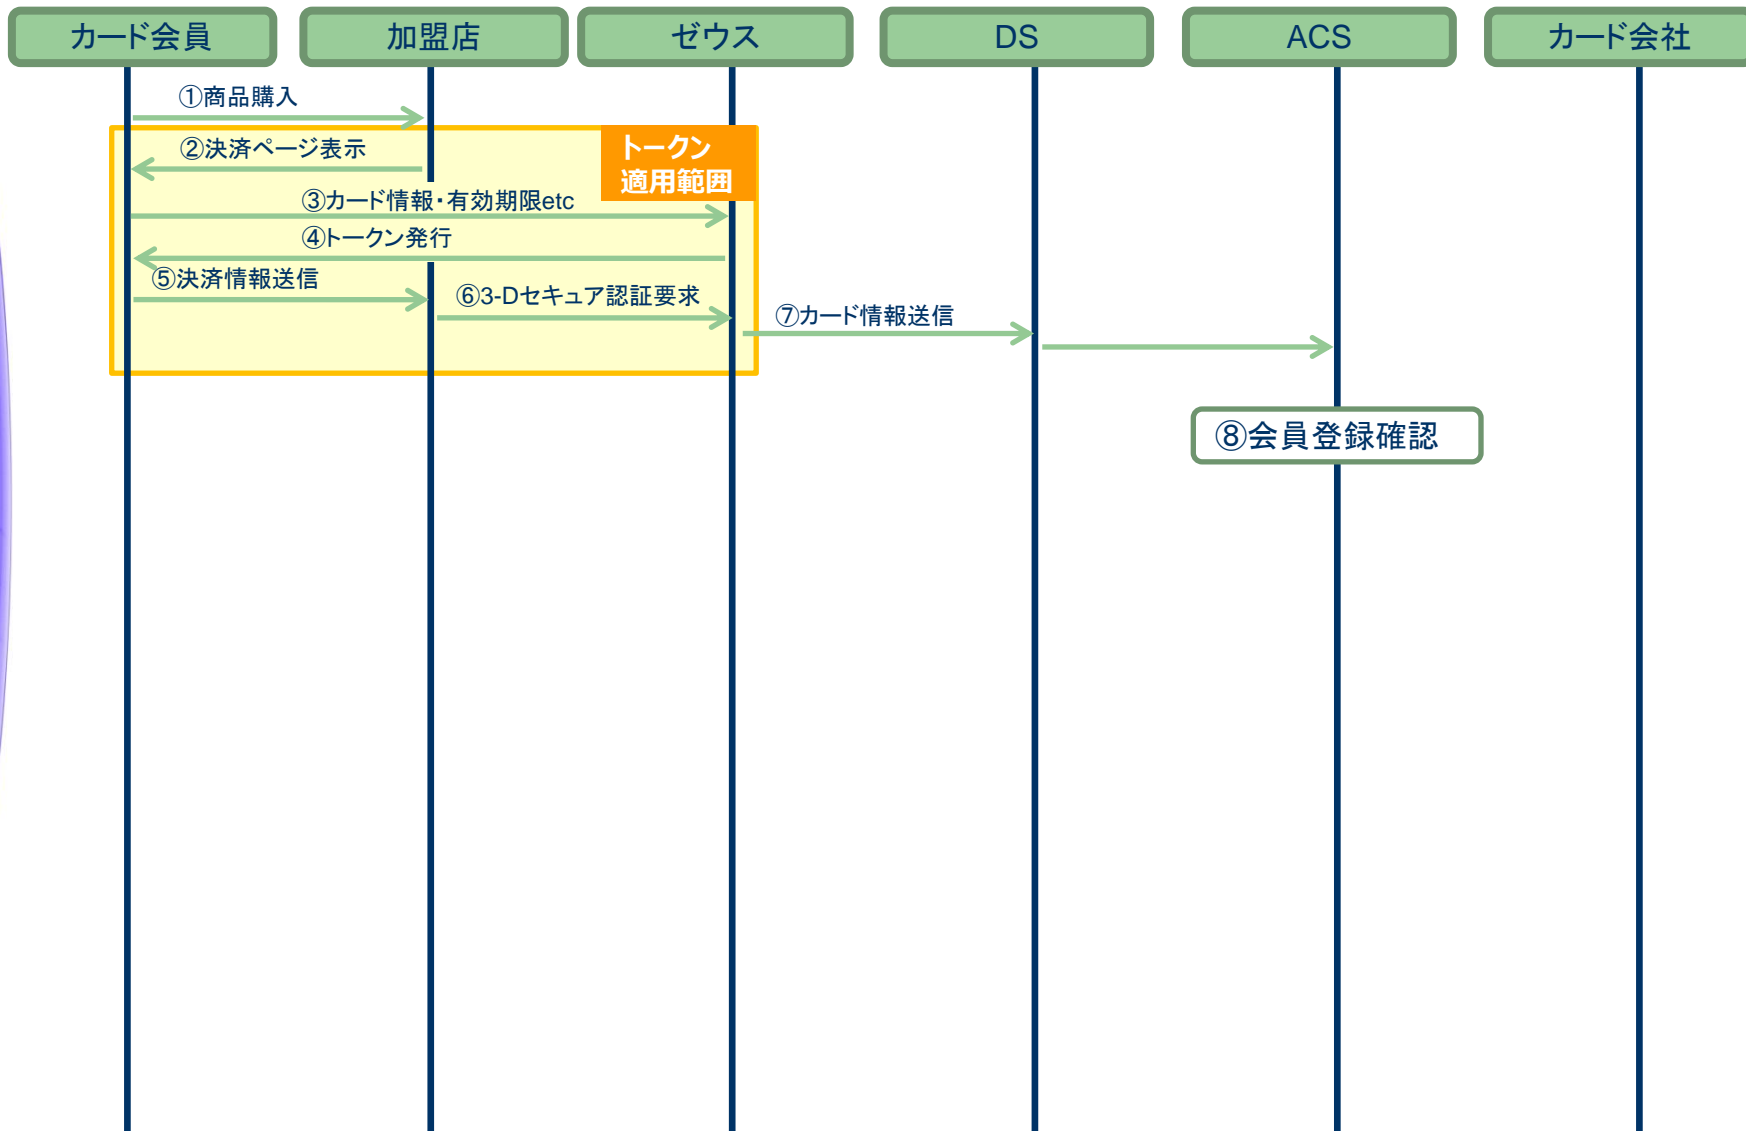 カード会員
加盟店
ゼウス
DS
ACS
カード会社
①商品購入
トークン
適用範囲
②決済ページ表示
③カード情報・有効期限etc
④トークン発行
⑤決済情報送信
⑥3-Dセキュア認証要求
⑦カード情報送信
⑧会員登録確認